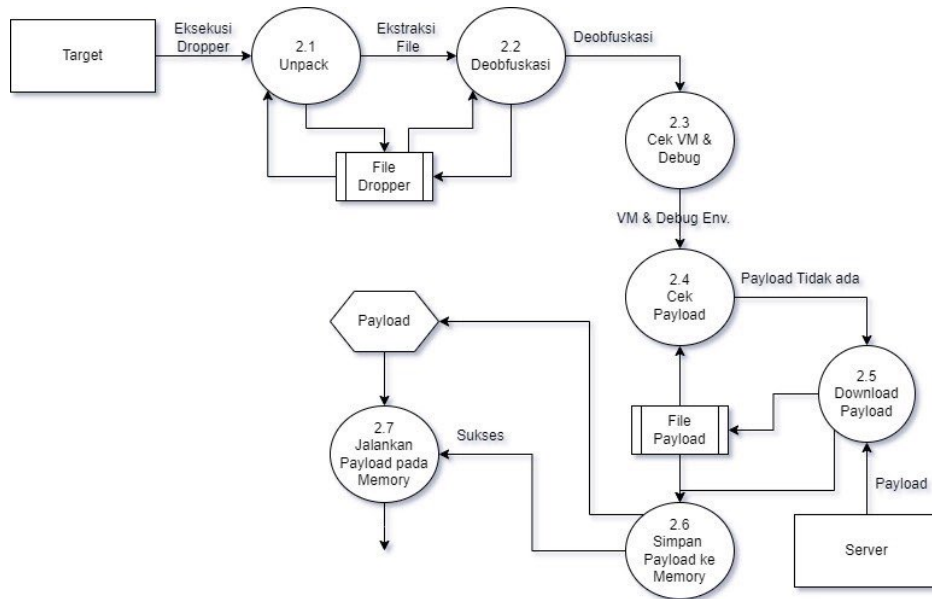 Target
Eksekusi
Dropper
2.1
Unpack
Ekstraksi
File
2.2
Deobfuskasi
Deobfuskasi
2.3
Cek VM &
Debug
File
Dropper
VM & Debug Env.
2.4
Cek
Payload
Payload Tidak ada
Payload
2.5
Download
Payload
File
Payload
2.7
Jalankan
Payload pada
Memory
Sukses
Payload
2.6
Simpan
Payload ke
Memory
Server